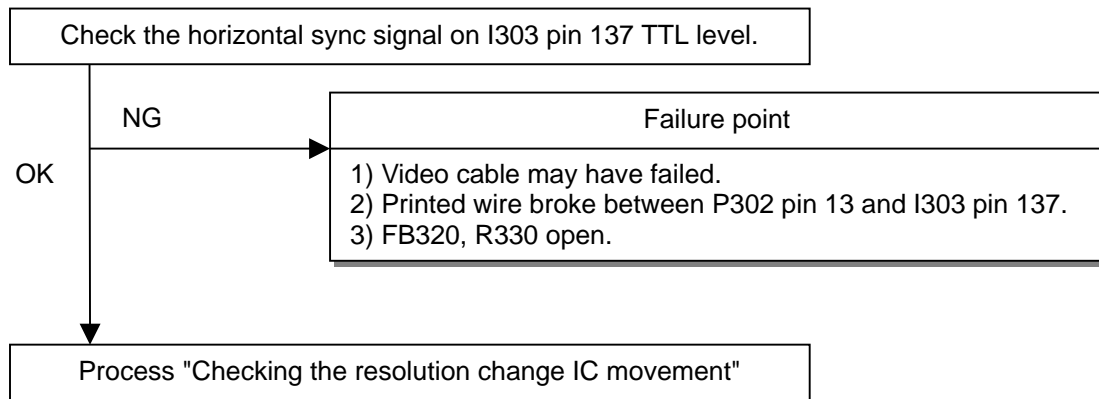 Check the horizontal sync signal on I303 pin 137 TTL level.
NG
Failure point
OK
1) Video cable may have failed.
2) Printed wire broke between P302 pin 13 and I303 pin 137.
3) FB320, R330 open.
Process "Checking the resolution change IC movement"